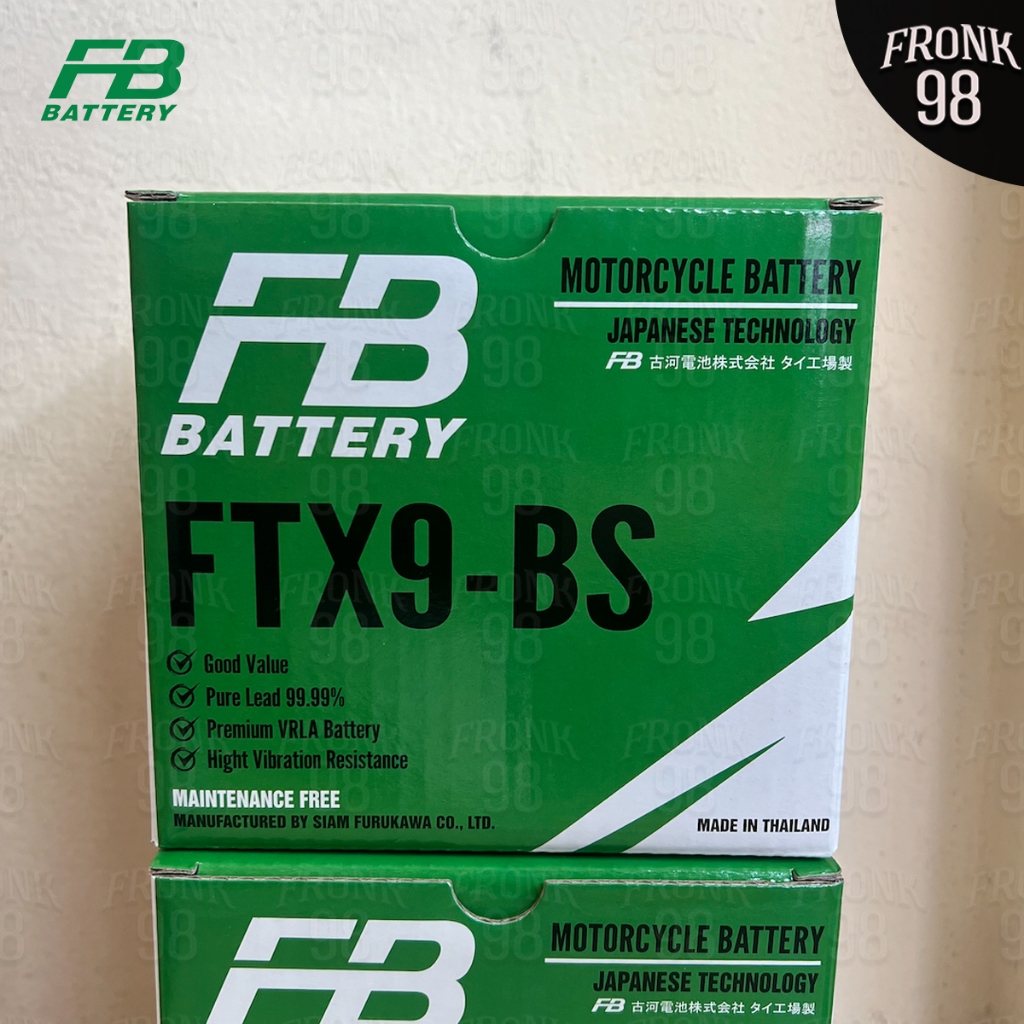 FB
BATTERY
FRONK
98
FB
BATTERY
MOTORCYCLE BATTERY
JAPANESE TECHNOLOGY
FB 古河電池株式会社 タイ工場製
FTX9-BS
Good Value
Pure Lead 99.99%
Premium VRLA Battery
Hight Vibration Resistance
MAINTENANCE FREE
MANUFACTURED BY SIAM FURUKAWA CO., LTD.
MADE IN THAILAND
FB
MOTORCYCLE BATTERY
JAPANESE TECHNOLOGY
FB 古河電池株式会社 タイ工場製